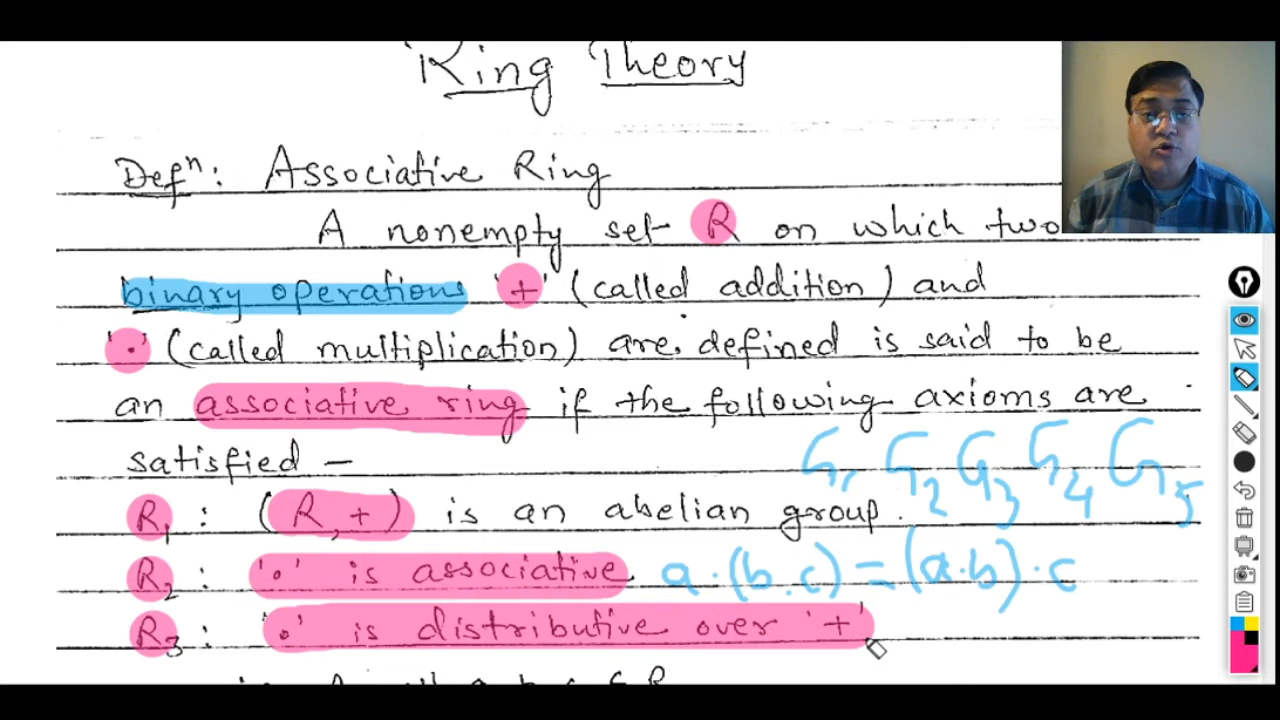 Ring Theory
Defⁿ: Associative Ring
A nonempty set R on which two
binary operations '+' (called addition) and
'·' (called multiplication) are defined is said to be
an associative ring if the following axioms are
satisfied –
G₁ G₂ G₃ G₄ G₅
R₁ : (R, +) is an abelian group.
R₂ : '·' is associative a·(b·c) = (a·b)·c
R₃ : '·' is distributive over '+'